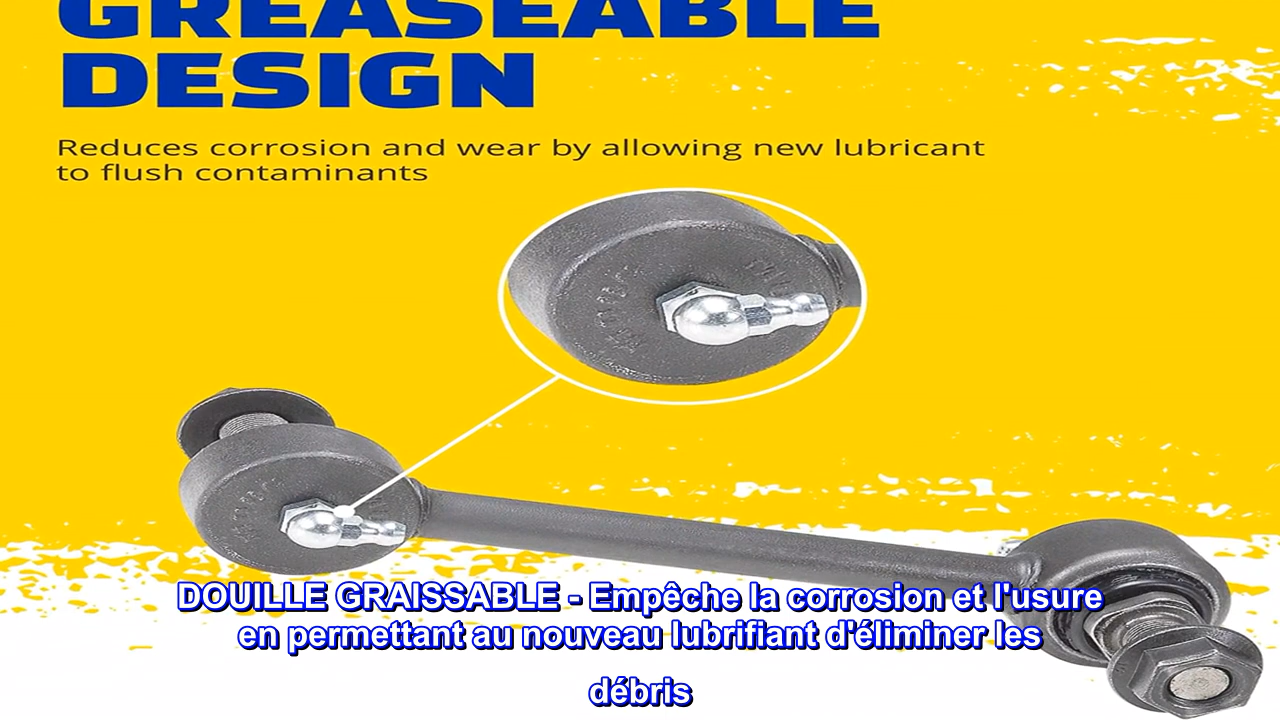 GREASEABLE
DESIGN
Reduces corrosion and wear by allowing new lubricant
to flush contaminants
DOUILLE GRAISSABLE - Empêche la corrosion et l'usure
en permettant au nouveau lubrifiant d'éliminer les
débris